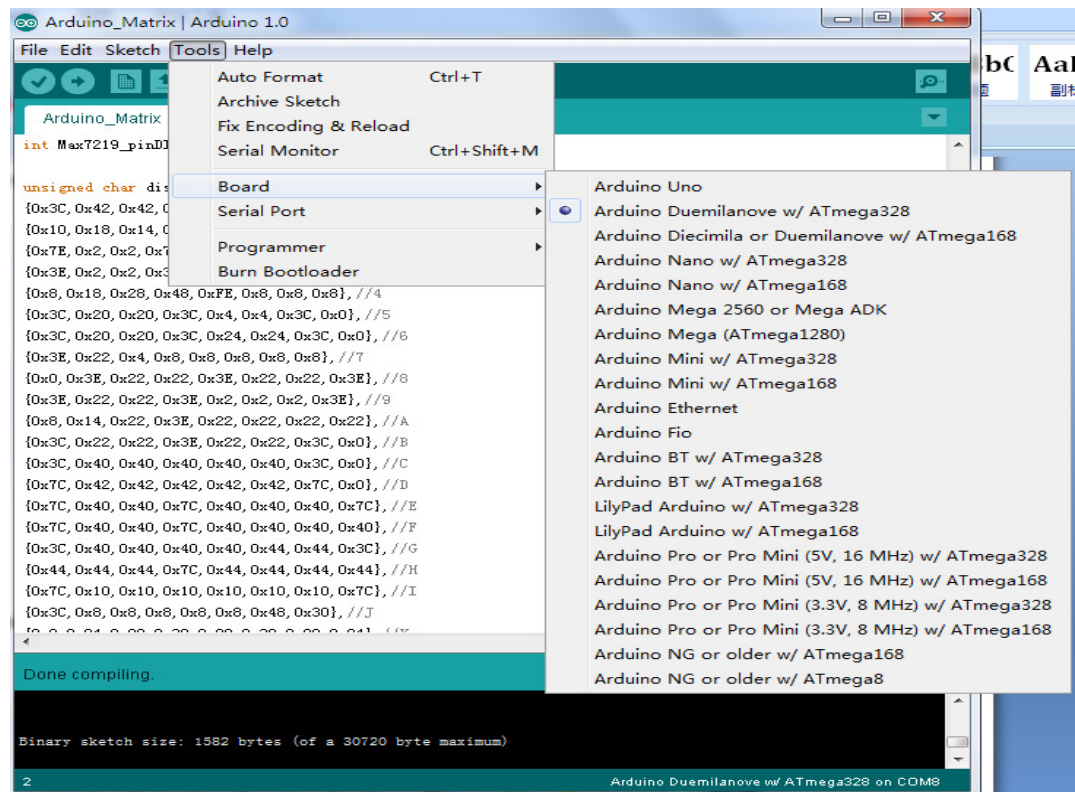 Arduino_Matrix | Arduino 1.0
File Edit Sketch Tools Help
Auto Format Ctrl+T
Archive Sketch
Fix Encoding & Reload
Serial Monitor Ctrl+Shift+M
Board
Serial Port
Programmer
Burn Bootloader
Arduino Uno
Arduino Duemilanove w/ ATmega328
Arduino Diecimila or Duemilanove w/ ATmega168
Arduino Nano w/ ATmega328
Arduino Nano w/ ATmega168
Arduino Mega 2560 or Mega ADK
Arduino Mega (ATmega1280)
Arduino Mini w/ ATmega328
Arduino Mini w/ ATmega168
Arduino Ethernet
Arduino Fio
Arduino BT w/ ATmega328
Arduino BT w/ ATmega168
LilyPad Arduino w/ ATmega328
LilyPad Arduino w/ ATmega168
Arduino Pro or Pro Mini (5V, 16 MHz) w/ ATmega328
Arduino Pro or Pro Mini (5V, 16 MHz) w/ ATmega168
Arduino Pro or Pro Mini (3.3V, 8 MHz) w/ ATmega328
Arduino Pro or Pro Mini (3.3V, 8 MHz) w/ ATmega168
Arduino NG or older w/ ATmega168
Arduino NG or older w/ ATmega8
Arduino_Matrix
int Max7219_pinDI
unsigned char dis
{0x3C,0x42,0x42,0
{0x10,0x18,0x14,0
{0x7E,0x2,0x2,0x7
{0x3E,0x2,0x2,0x3
{0x8,0x18,0x28,0x48,0xFE,0x8,0x8,0x8},//4
{0x3C,0x20,0x20,0x3C,0x4,0x4,0x3C,0x0},//5
{0x3C,0x20,0x20,0x3C,0x24,0x24,0x3C,0x0},//6
{0x3E,0x22,0x4,0x8,0x8,0x8,0x8,0x8},//7
{0x0,0x3E,0x22,0x22,0x3E,0x22,0x22,0x3E},//8
{0x3E,0x22,0x22,0x3E,0x2,0x2,0x2,0x3E},//9
{0x8,0x14,0x22,0x3E,0x22,0x22,0x22,0x22},//A
{0x3C,0x22,0x22,0x3E,0x22,0x22,0x3C,0x0},//B
{0x3C,0x40,0x40,0x40,0x40,0x40,0x3C,0x0},//C
{0x7C,0x42,0x42,0x42,0x42,0x42,0x7C,0x0},//D
{0x7C,0x40,0x40,0x7C,0x40,0x40,0x40,0x7C},//E
{0x7C,0x40,0x40,0x7C,0x40,0x40,0x40,0x40},//F
{0x3C,0x40,0x40,0x40,0x40,0x44,0x44,0x3C},//G
{0x44,0x44,0x44,0x7C,0x44,0x44,0x44,0x44},//H
{0x7C,0x10,0x10,0x10,0x10,0x10,0x10,0x7C},//I
{0x3C,0x8,0x8,0x8,0x8,0x8,0x48,0x30},//J
Done compiling.
Binary sketch size: 1582 bytes (of a 30720 byte maximum)
2 Arduino Duemilanove w/ ATmega328 on COM8